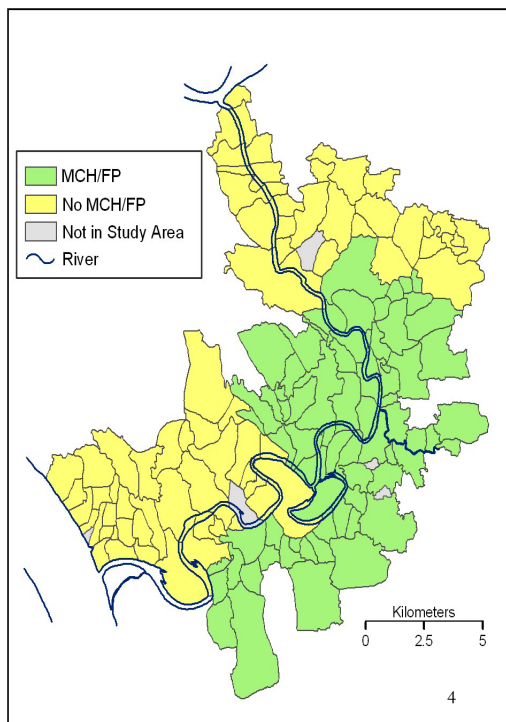 MCH/FP
No MCH/FP
Not in Study Area
River
Kilometers
0 2.5 5
4